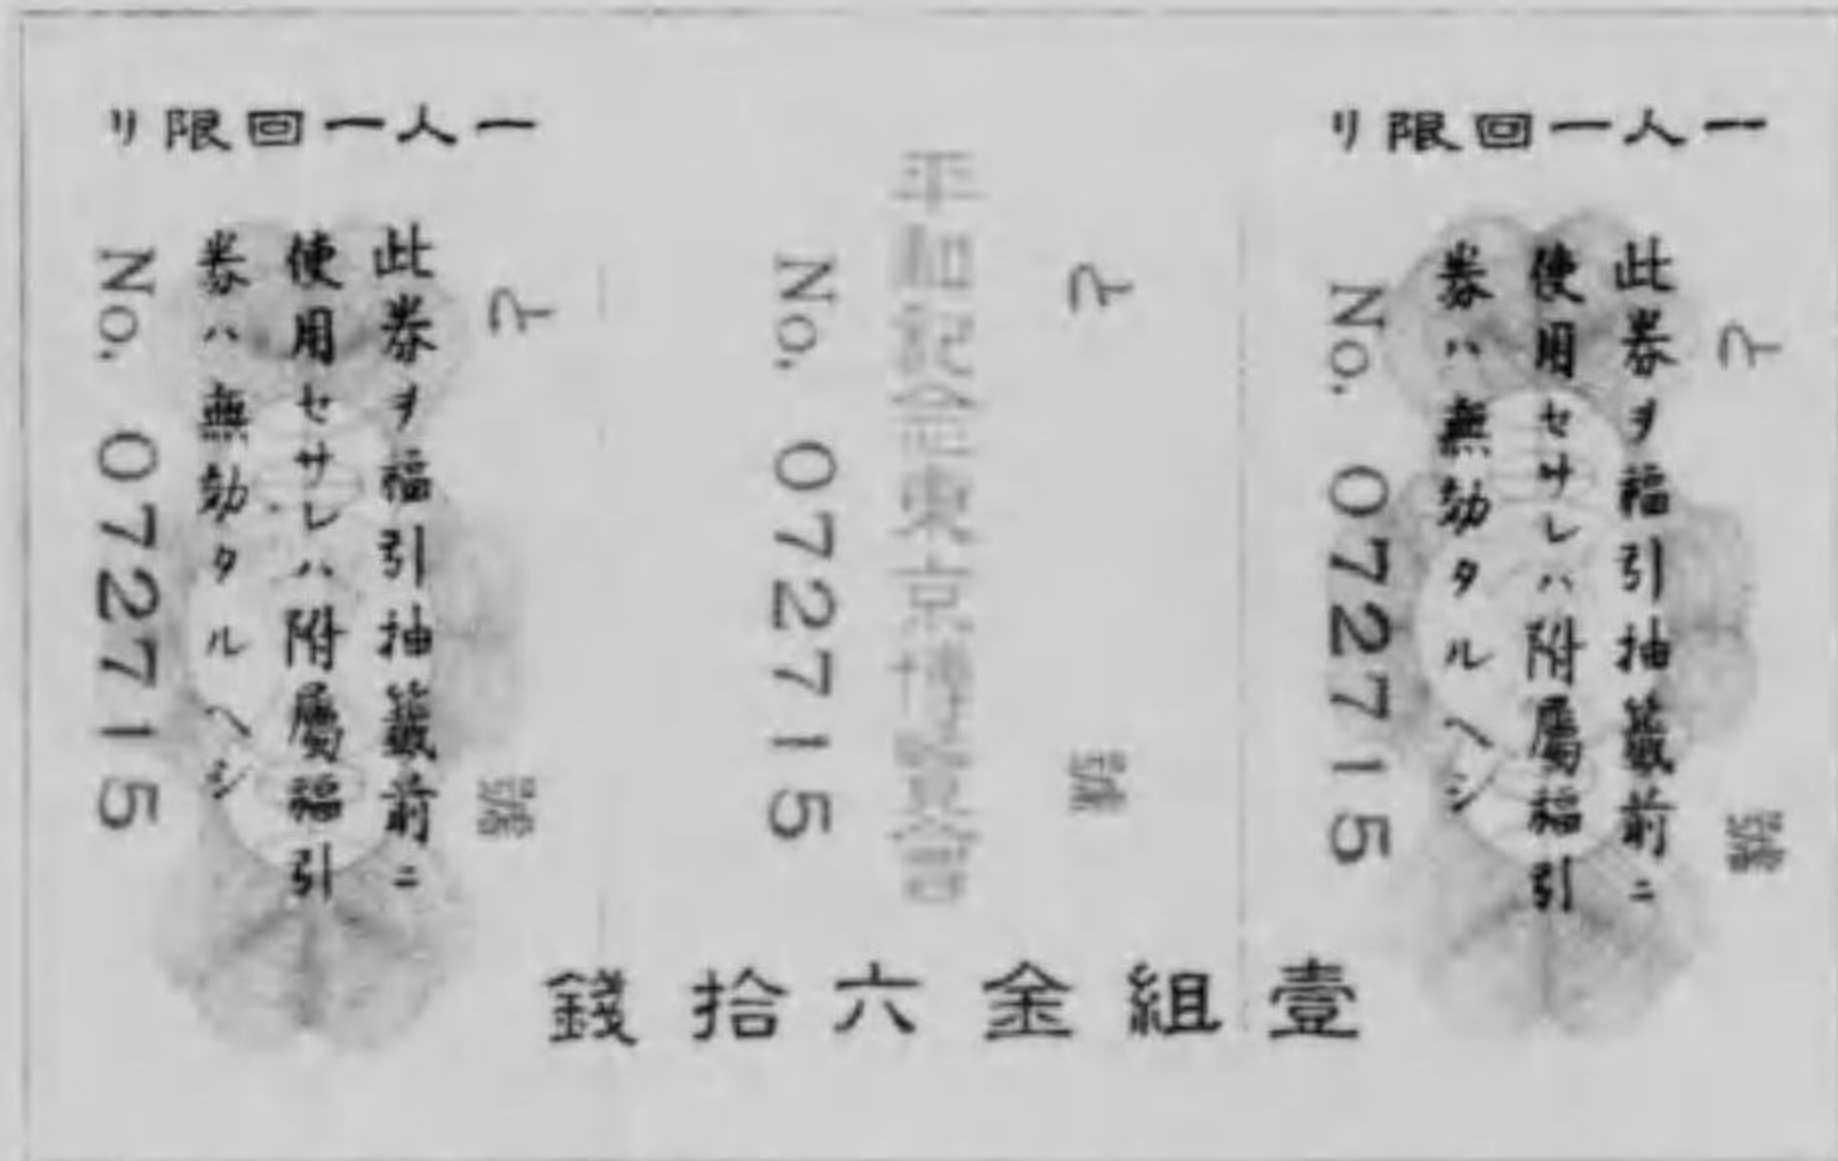 一人一回限リ
と
號
此券ヲ福引抽籤前ニ
使用セサレハ附屬福引
券ハ無効タルヘシ
No. 072715
と
號
平和記念東京博覧会
No. 072715
一人一回限リ
と
號
此券ヲ福引抽籤前ニ
使用セサレハ附屬福引
券ハ無効タルヘシ
No. 072715
壹組金六拾錢